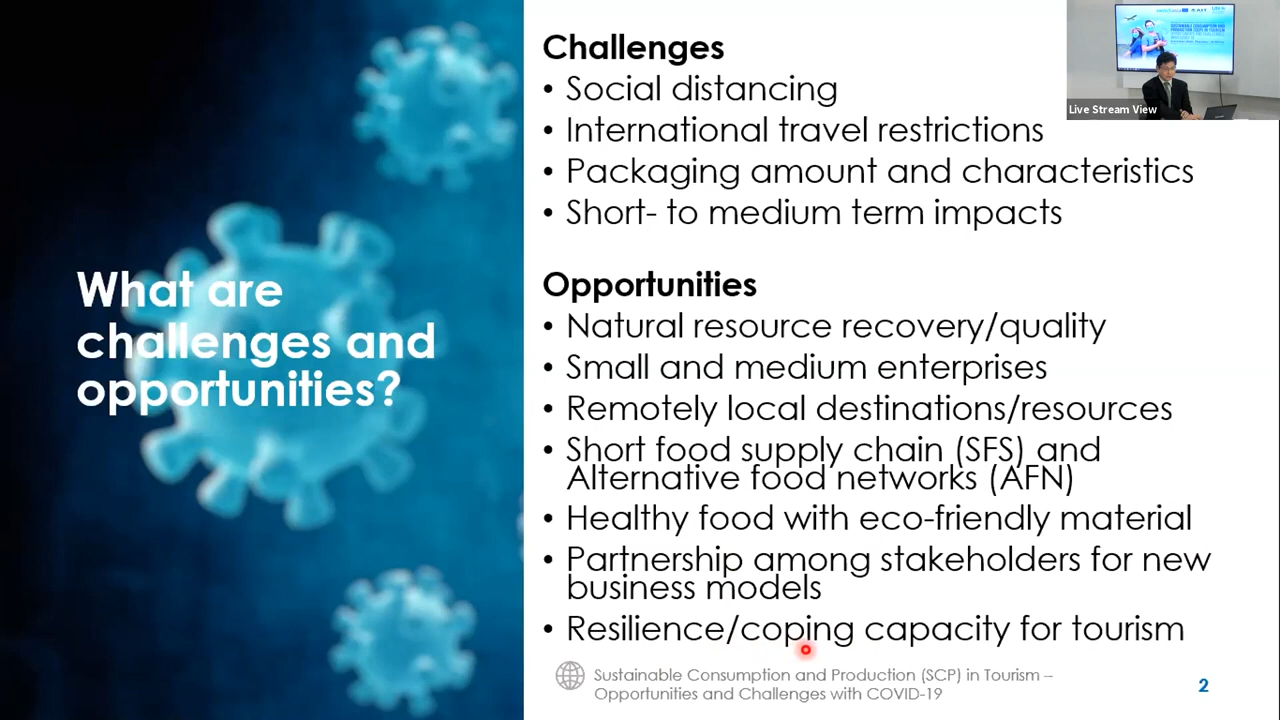 What are
challenges and
opportunities?
Challenges
• Social distancing
• International travel restrictions
• Packaging amount and characteristics
• Short- to medium term impacts
Opportunities
• Natural resource recovery/quality
• Small and medium enterprises
• Remotely local destinations/resources
• Short food supply chain (SFS) and
Alternative food networks (AFN)
• Healthy food with eco-friendly material
• Partnership among stakeholders for new
business models
• Resilience/coping capacity for tourism
Sustainable Consumption and Production (SCP) in Tourism –
Opportunities and Challenges with COVID-19
2
Live Stream View